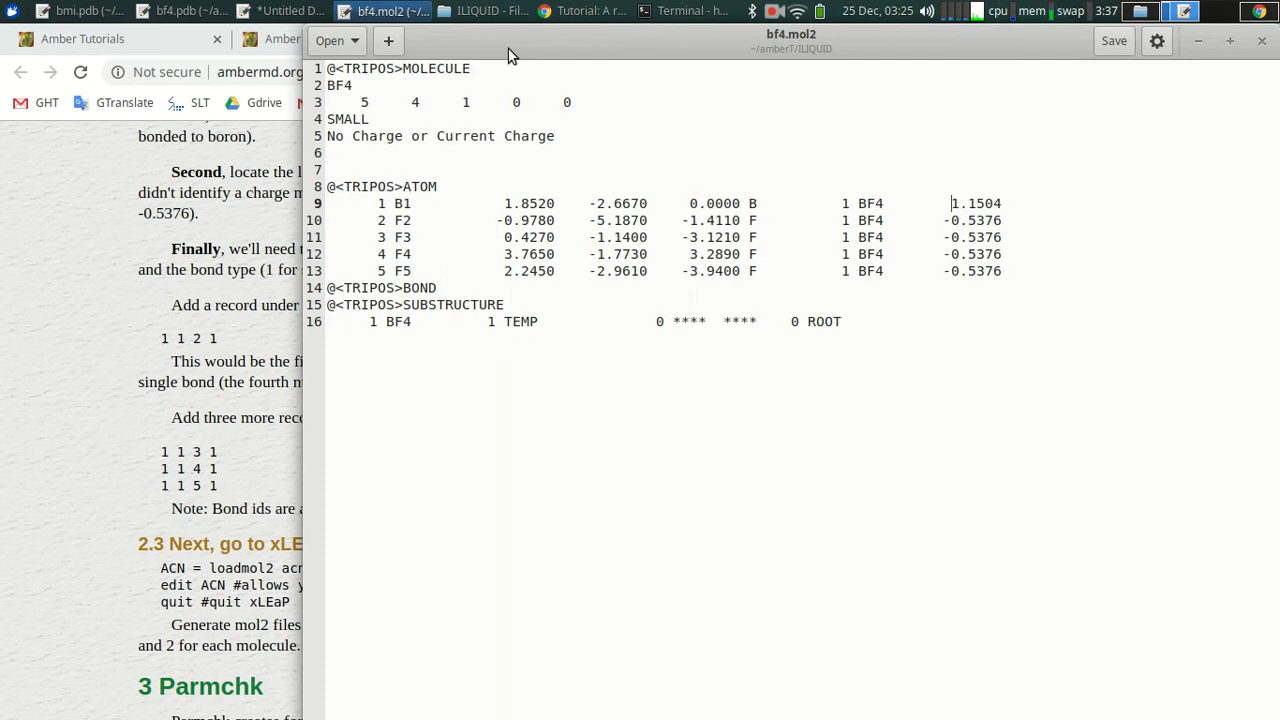 bmi.pdb (~/...
bf4.pdb (~/a...
*Untitled D...
bf4.mol2 (~/...
ILIQUID - Fil...
Tutorial: A r...
Terminal - h...
25 Dec, 03:25
cpu
mem
swap
3:37
Amber Tutorials
Amber
Not secure
ambermd.org
GHT
GTranslate
SLT
Gdrive
bonded to boron).
Second, locate the l
didn't identify a charge m
-0.5376).
Finally, we'll need t
and the bond type (1 for s
Add a record under
1 1 2 1
This would be the fi
single bond (the fourth n
Add three more reco
1 1 3 1
1 1 4 1
1 1 5 1
Note: Bond ids are a
2.3 Next, go to xLE
ACN = loadmol2 acn
edit ACN #allows y
quit #quit xLEaP
Generate mol2 files
and 2 for each molecule.
3 Parmchk
Open
bf4.mol2
~/amberT/ILIQUID
Save
1 @<TRIPOS>MOLECULE
2 BF4
3 5 4 1 0 0
4 SMALL
5 No Charge or Current Charge
6
7
8 @<TRIPOS>ATOM
9 1 B1 1.8520 -2.6670 0.0000 B 1 BF4 1.1504
10 2 F2 -0.9780 -5.1870 -1.4110 F 1 BF4 -0.5376
11 3 F3 0.4270 -1.1400 -3.1210 F 1 BF4 -0.5376
12 4 F4 3.7650 -1.7730 3.2890 F 1 BF4 -0.5376
13 5 F5 2.2450 -2.9610 -3.9400 F 1 BF4 -0.5376
14 @<TRIPOS>BOND
15 @<TRIPOS>SUBSTRUCTURE
16 1 BF4 1 TEMP 0 **** **** 0 ROOT